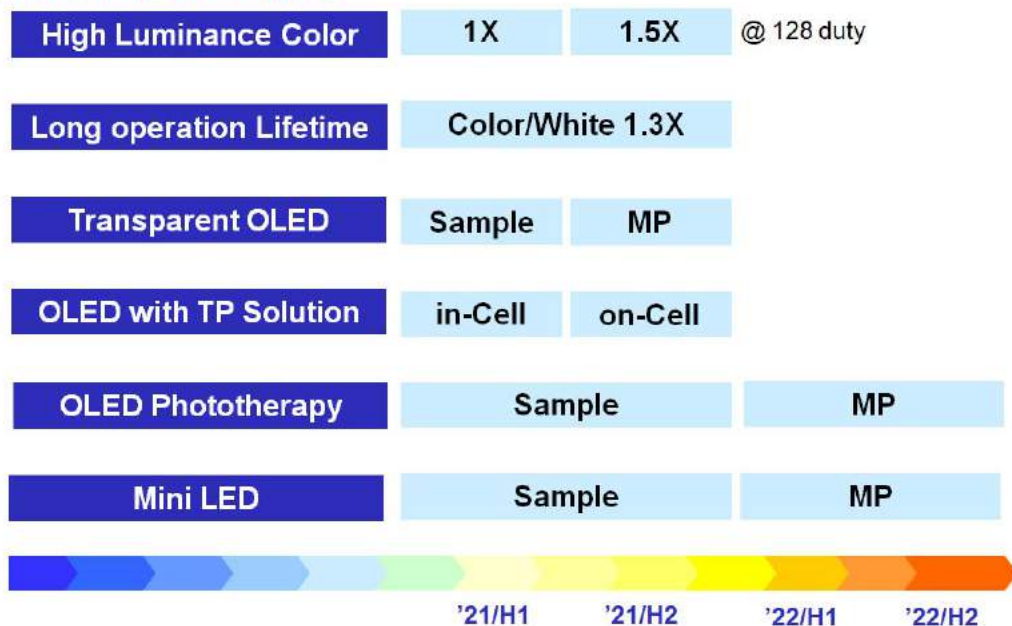 High Luminance Color 1X 1.5X @ 128 duty
Long operation Lifetime Color/White 1.3X
Transparent OLED Sample MP
OLED with TP Solution in-Cell on-Cell
OLED Phototherapy Sample MP
Mini LED Sample MP
'21/H1 '21/H2 '22/H1 '22/H2